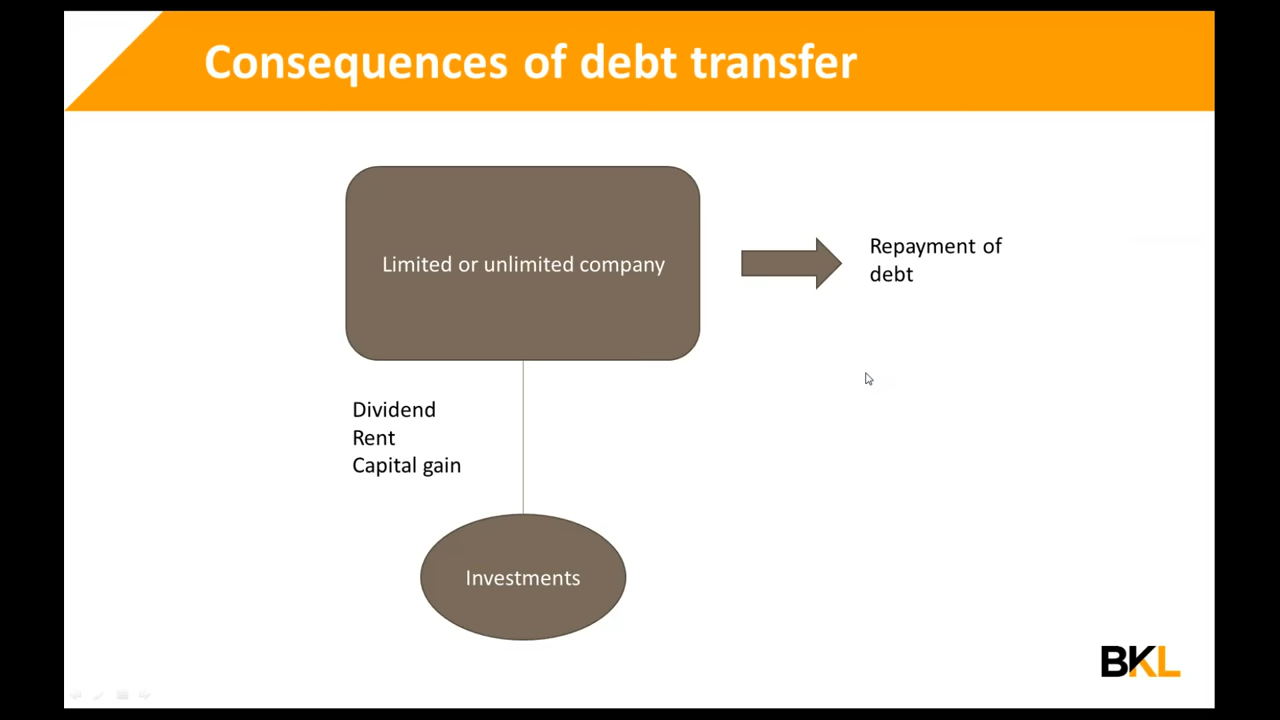 Consequences of debt transfer
Limited or unlimited company
Repayment of
debt
Dividend
Rent
Capital gain
Investments
BKL